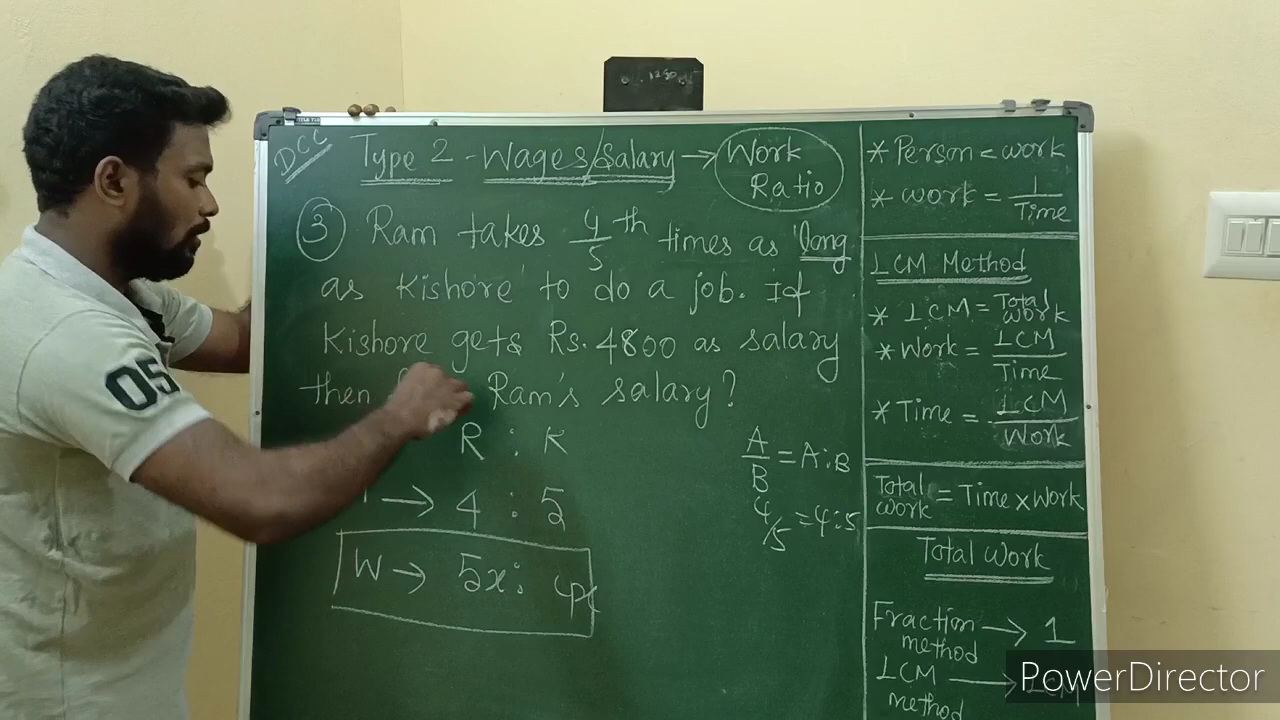 DCC
Type 2 - Wages/Salary → Work Ratio
③ Ram takes 4/5 th times as 'long
as Kishore' to do a job. If
Kishore gets Rs. 4800 as salary
then Ram's salary?
R : K
→ 4 : 5
W → 5x : 4x
A/B = A:B
4/5 = 4:5
* Person < work
* work = 1/Time
LCM Method
* LCM = Total work
* Work = LCM/Time
* Time = LCM/Work
Total work = Time x Work
Total Work
Fraction method → 1
LCM method →
05
PowerDirector